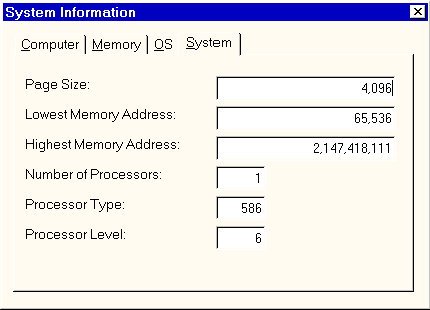 System Information
Computer Memory OS System
Page Size: 4,096
Lowest Memory Address: 65,536
Highest Memory Address: 2,147,418,111
Number of Processors: 1
Processor Type: 586
Processor Level: 6